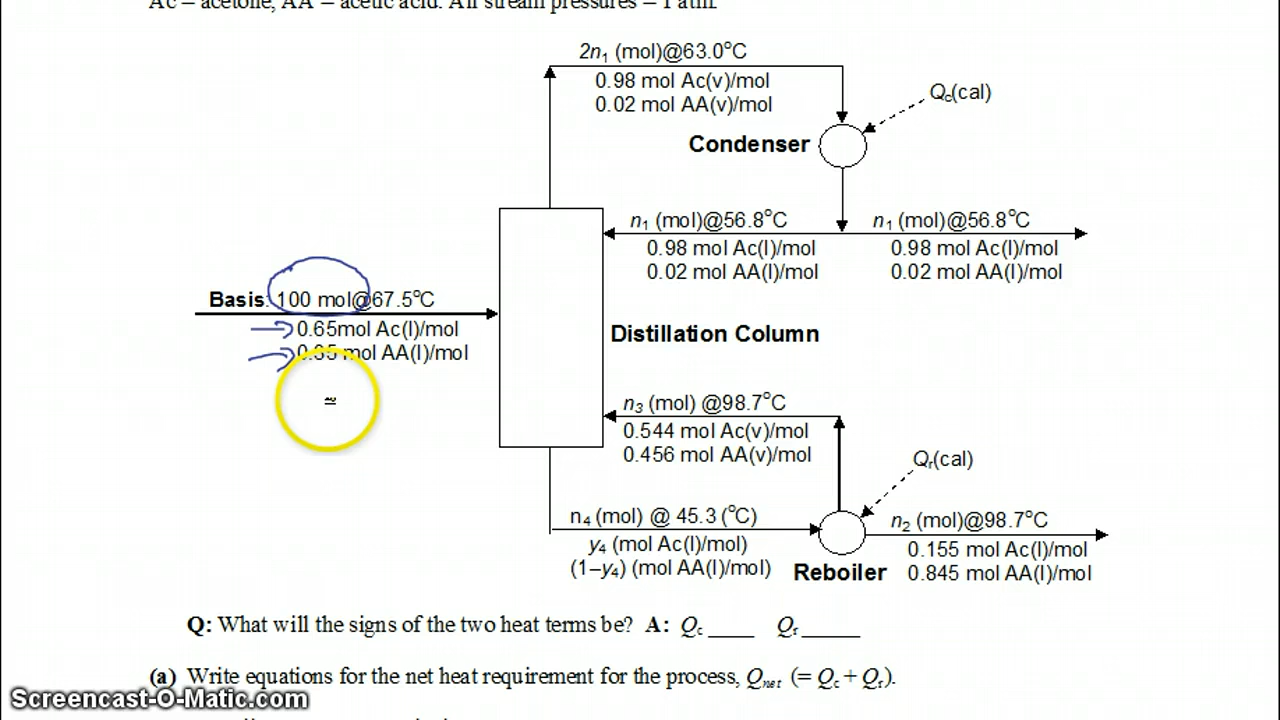 Ac = acetone, AA = acetic acid. All stream pressures = 1 atm.
2n₁ (mol)@63.0°C
0.98 mol Ac(v)/mol
0.02 mol AA(v)/mol
Qc(cal)
Condenser
n₁ (mol)@56.8°C
0.98 mol Ac(l)/mol
0.02 mol AA(l)/mol
n₁ (mol)@56.8°C
0.98 mol Ac(l)/mol
0.02 mol AA(l)/mol
Basis: 100 mol@67.5°C
0.65mol Ac(l)/mol
0.35 mol AA(l)/mol
Distillation Column
n₃ (mol) @98.7°C
0.544 mol Ac(v)/mol
0.456 mol AA(v)/mol
Qr(cal)
n₄ (mol) @ 45.3 (°C)
y₄ (mol Ac(l)/mol)
(1–y₄) (mol AA(l)/mol)
Reboiler
n₂ (mol)@98.7°C
0.155 mol Ac(l)/mol
0.845 mol AA(l)/mol
Q: What will the signs of the two heat terms be? A: Qc ____ Qr _____
(a) Write equations for the net heat requirement for the process, Qnet (= Qc + Qr).
Screencast-O-Matic.com